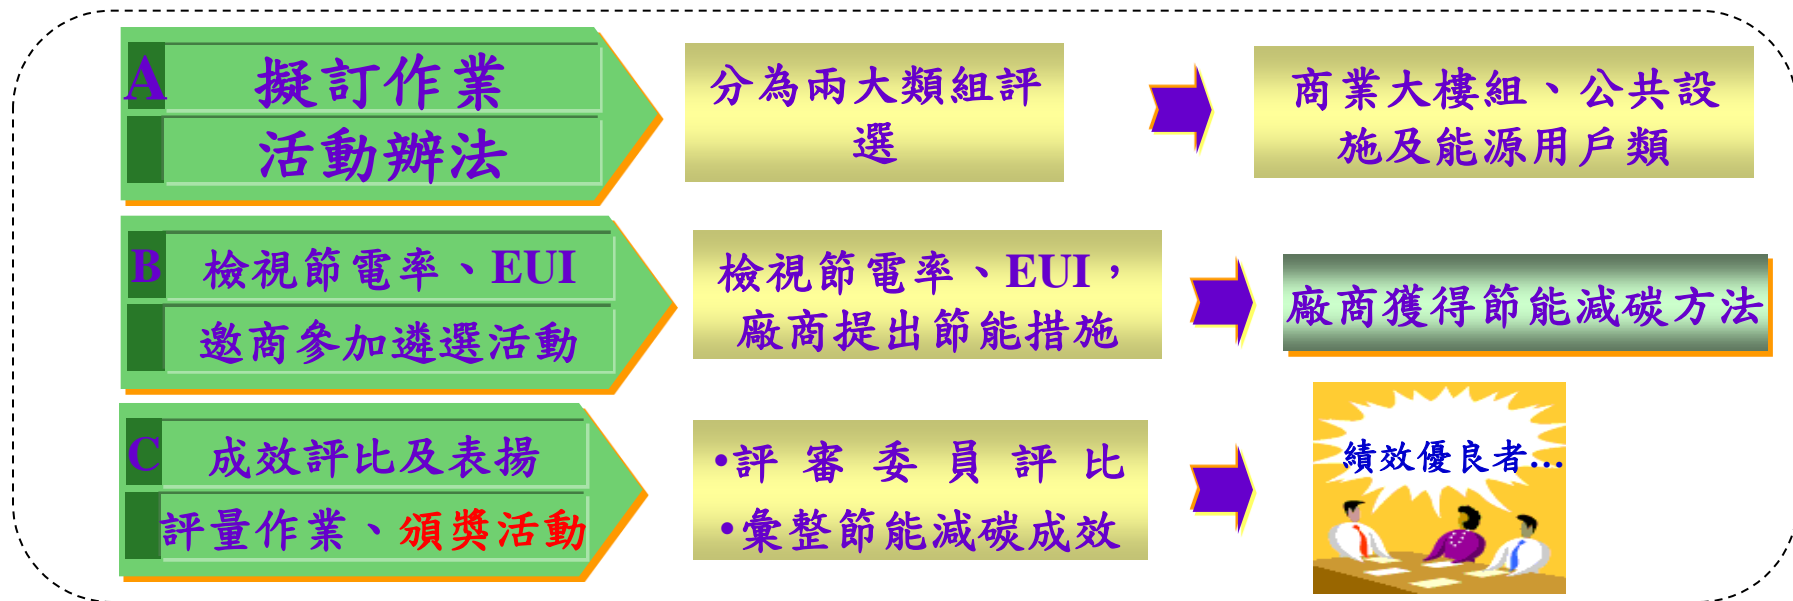 A
擬訂作業
活動辦法
分為兩大類組評
選
商業大樓組、公共設
施及能源用戶類
B
檢視節電率、EUI
邀商參加遴選活動
檢視節電率、EUI，
廠商提出節能措施
廠商獲得節能減碳方法
C
成效評比及表揚
評量作業、頒獎活動
•評審委員評比
•彙整節能減碳成效
績效優良者...